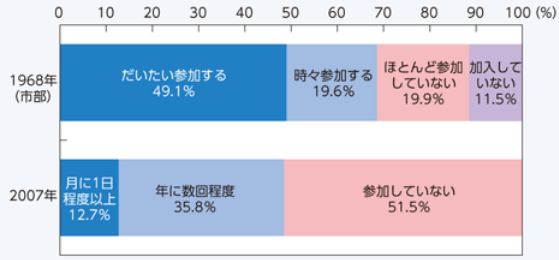 0 10 20 30 40 50 60 70 80 90 100 (%)
1968年
(市部)
だいたい参加する
49.1%
時々参加する
19.6%
ほとんど参加
していない
19.9%
加入して
いない
11.5%
2007年
月に1日
程度以上
12.7%
年に数回程度
35.8%
参加していない
51.5%